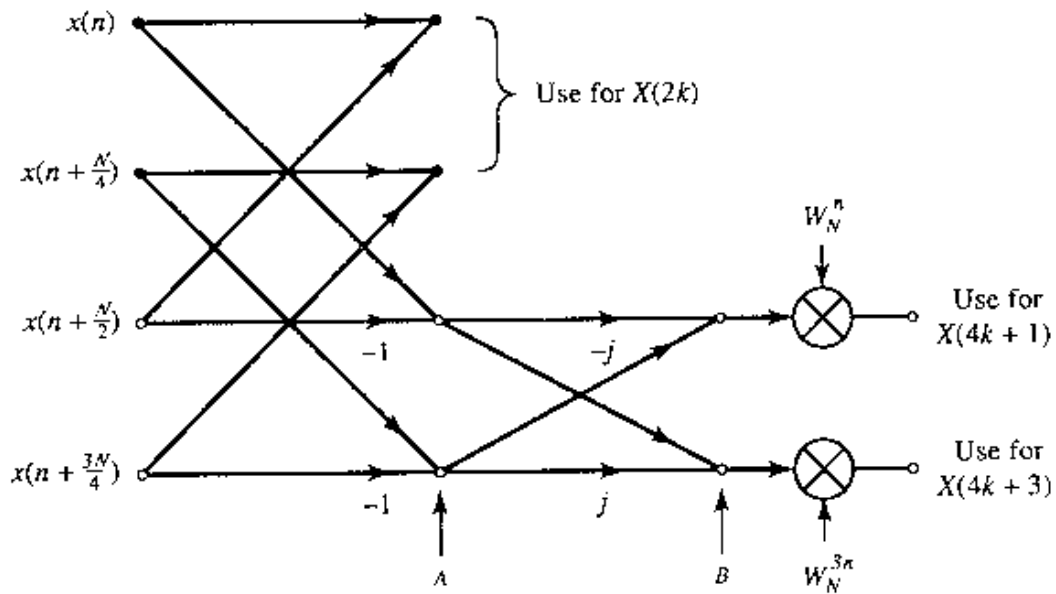 x(n)
Use for X(2k)
x(n + N/4)
W_N^n
x(n + N/2)
-1
-j
Use for
X(4k + 1)
x(n + 3N/4)
-1
j
Use for
X(4k + 3)
A
B
W_N^{3n}